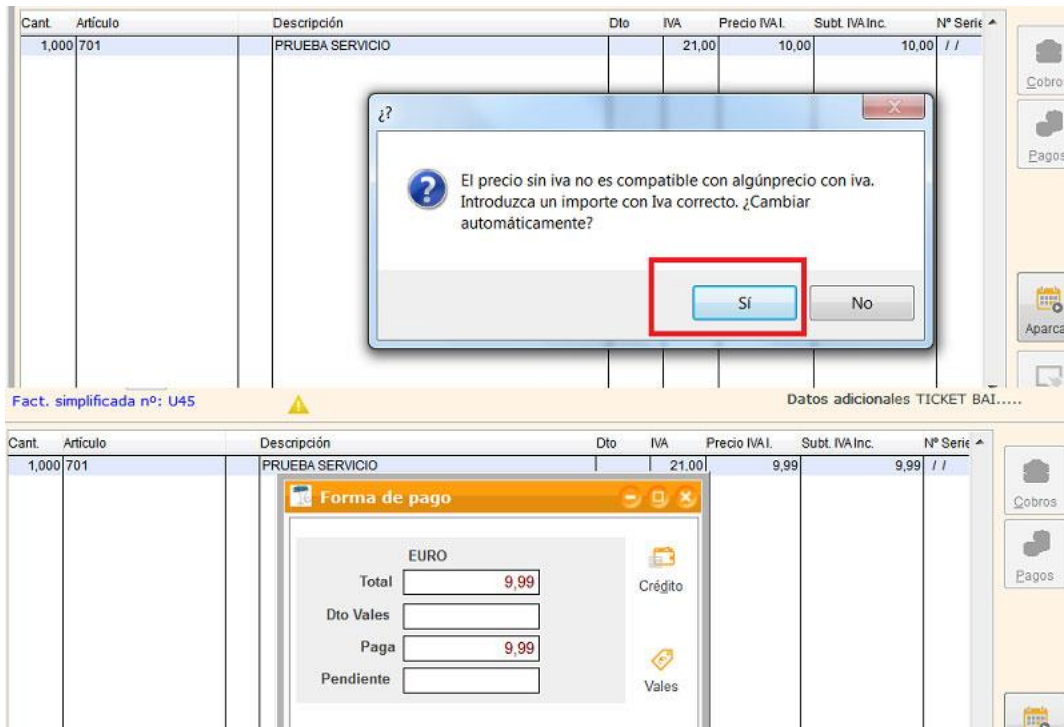 Cant. Artículo Descripción Dto IVA Precio IVA I. Subt. IVA Inc. Nº Serie
1,000 701 PRUEBA SERVICIO 21,00 10,00 10,00 / /
Cobro
¿?
Pagos
El precio sin iva no es compatible con algúnprecio con iva.
Introduzca un importe con Iva correcto. ¿Cambiar
automáticamente?
Sí No
Aparca
Fact. simplificada nº: U45 Datos adicionales TICKET BAI.....
Cant. Artículo Descripción Dto IVA Precio IVA I. Subt. IVA Inc. Nº Serie
1,000 701 PRUEBA SERVICIO 21,00 9,99 9,99 / /
Forma de pago
Cobros
EURO
Total 9,99 Crédito
Pagos
Dto Vales
Paga 9,99
Pendiente Vales